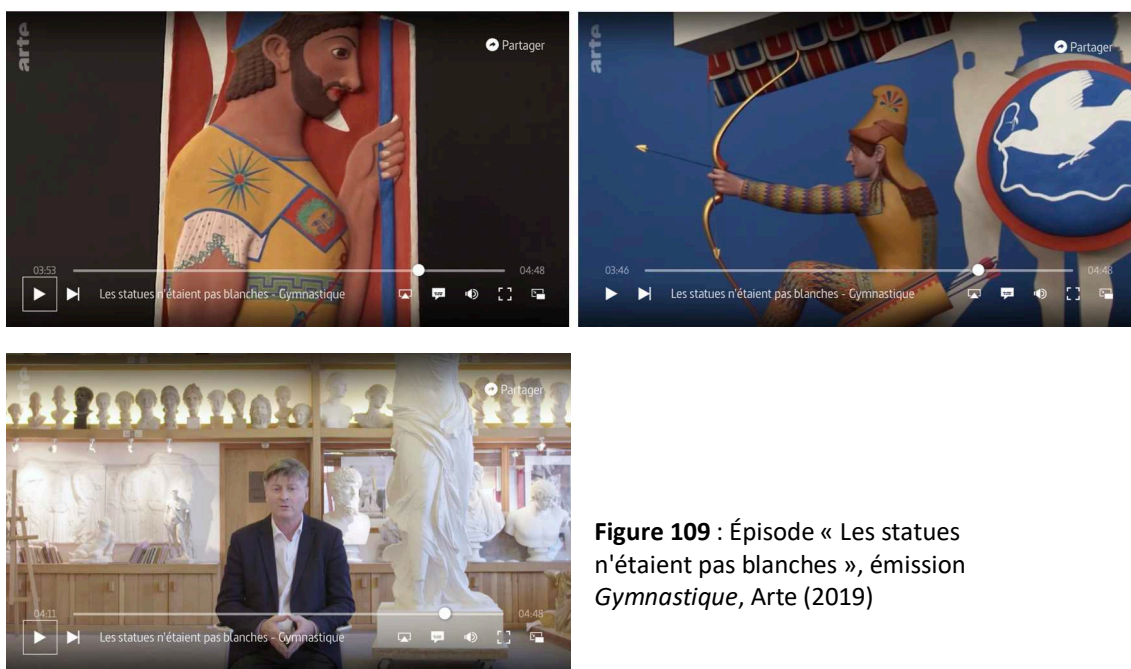 arte
Partager
03:53
04:48
Les statues n'étaient pas blanches - Gymnastique
arte
Partager
03:46
04:48
Les statues n'étaient pas blanches - Gymnastique
arte
Partager
04:11
04:48
Les statues n'étaient pas blanches - Gymnastique
Figure 109 : Épisode « Les statues
n'étaient pas blanches », émission
Gymnastique, Arte (2019)